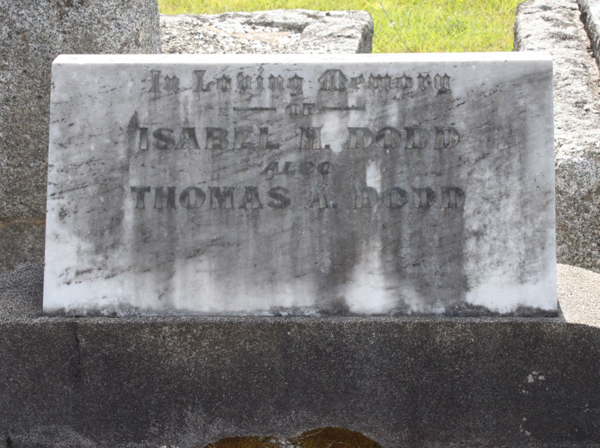 In Loving Memory
OF
ISABEL H. DODD
ALSO
THOMAS A. DODD